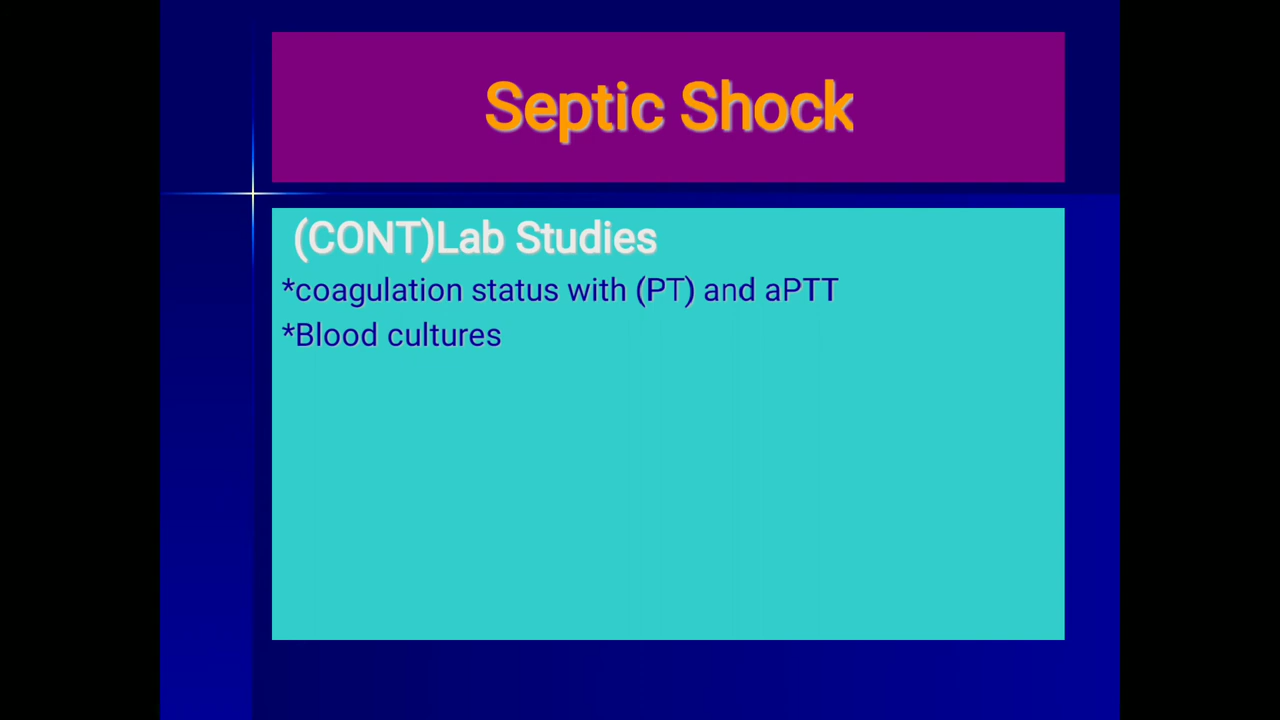 Septic Shock
(CONT)Lab Studies
*coagulation status with (PT) and aPTT
*Blood cultures